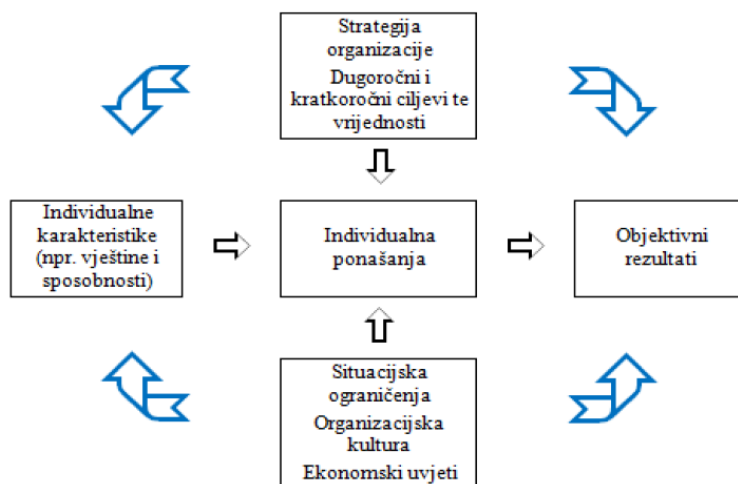 Strategija
organizacije
Dugoročni i
kratkoročni ciljevi te
vrijednosti
Individualne
karakteristike
(npr. vještine i
sposobnosti)
Individualna
ponašanja
Objektivni
rezultati
Situacijska
ograničenja
Organizacijska
kultura
Ekonomski uvjeti